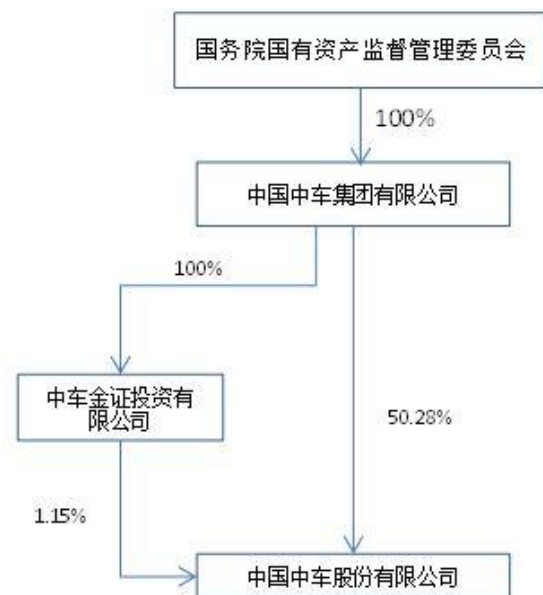 国务院国有资产监督管理委员会
100%
中国中车集团有限公司
100%
中车金证投资有
限公司
50.28%
1.15%
中国中车股份有限公司